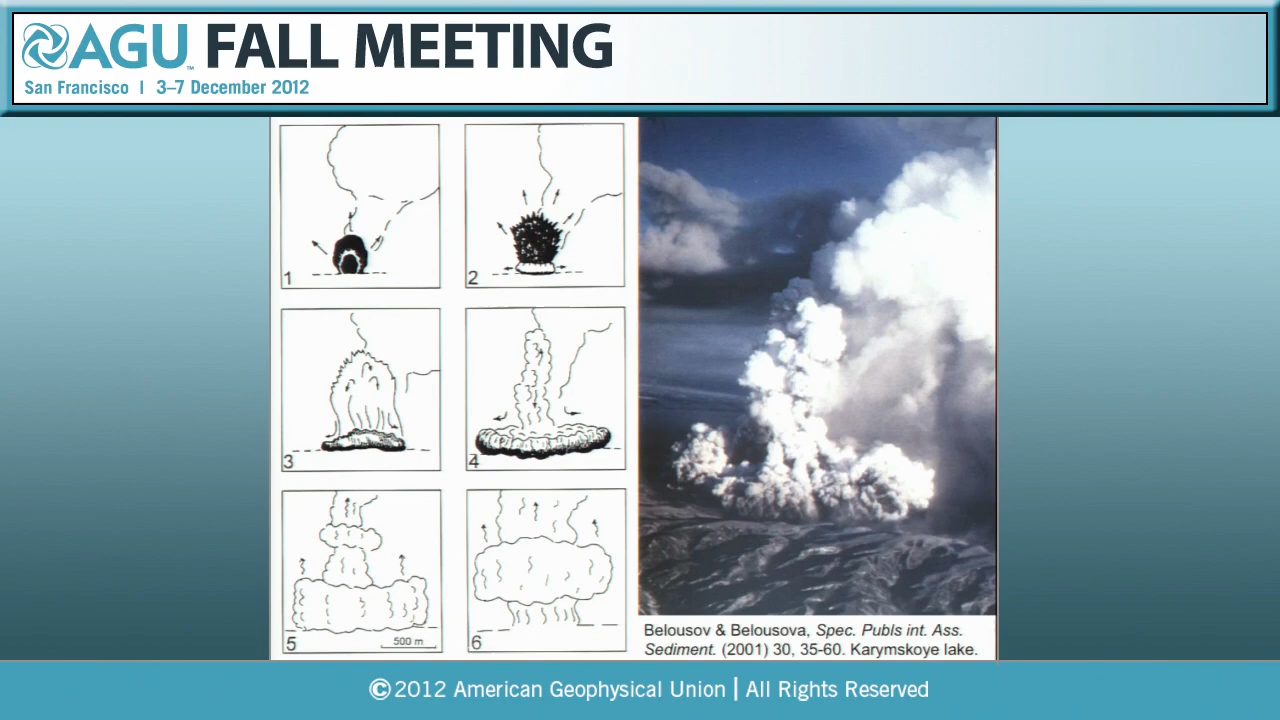 AGU FALL MEETING
San Francisco | 3–7 December 2012
1
2
3
4
5
500 m
6
Belousov & Belousova, Spec. Publs int. Ass.
Sediment. (2001) 30, 35-60. Karymskoye lake.
©2012 American Geophysical Union | All Rights Reserved